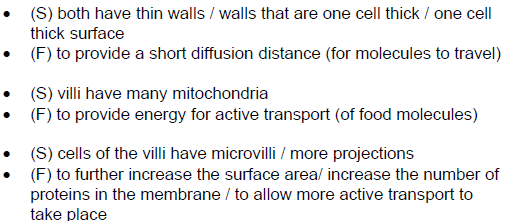 • (S) both have thin walls / walls that are one cell thick / one cell
thick surface
• (F) to provide a short diffusion distance (for molecules to travel)
• (S) villi have many mitochondria
• (F) to provide energy for active transport (of food molecules)
• (S) cells of the villi have microvilli / more projections
• (F) to further increase the surface area/ increase the number of
proteins in the membrane / to allow more active transport to
take place